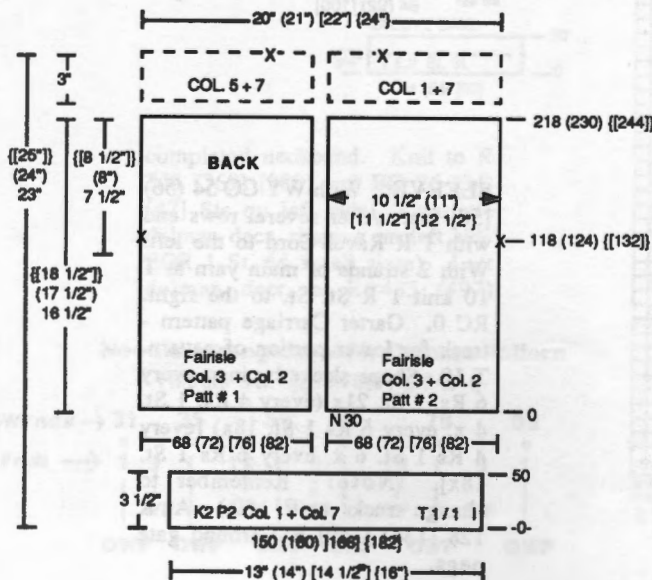 20" (21") [22"] {24"}
3"
COL. 5 + 7
COL. 1 + 7
218 (230) {[244]}
{[25"]}
(24")
23"
{[8 1/2"]}
(8")
7 1/2"
BACK
10 1/2" (11")
[11 1/2"] {12 1/2"}
118 (124) {[132]}
{[18 1/2"]}
(17 1/2")
16 1/2"
Fairisle
Col. 3 + Col. 2
Patt # 1
Fairisle
Col. 3 + Col. 2
Patt # 2
N 30
0
68 (72) [76] {82}
68 (72) [76] {82}
3 1/2"
K2 P2 Col. 1 + Col. 7
T 1 / 1
50
0
150 (160) ]166] {182}
13" (14") [14 1/2"] {16"}